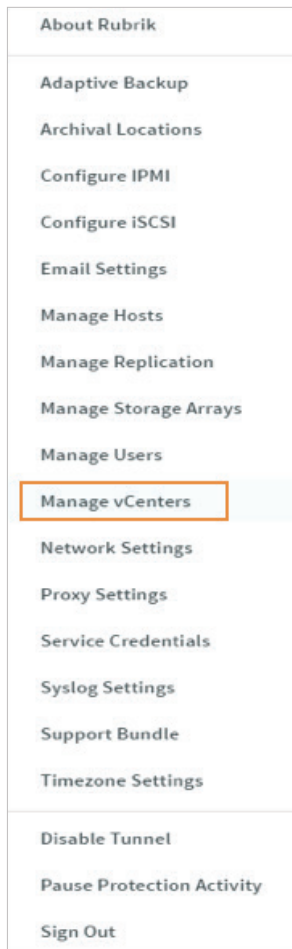 About Rubrik
Adaptive Backup
Archival Locations
Configure IPMI
Configure iSCSI
Email Settings
Manage Hosts
Manage Replication
Manage Storage Arrays
Manage Users
Manage vCenters
Network Settings
Proxy Settings
Service Credentials
Syslog Settings
Support Bundle
Timezone Settings
Disable Tunnel
Pause Protection Activity
Sign Out